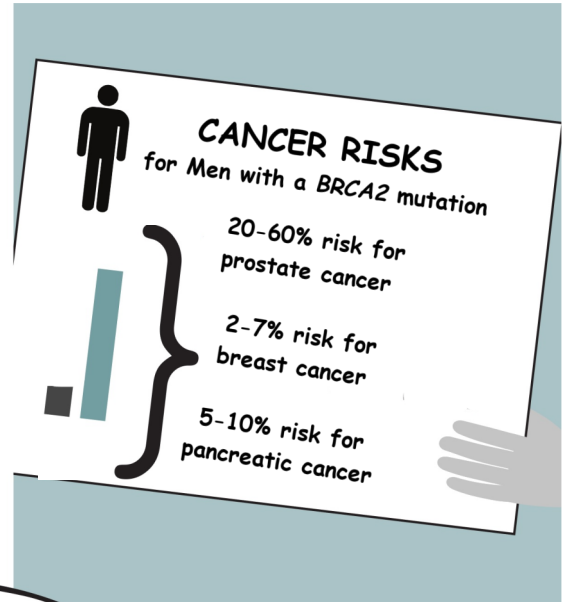 CANCER RISKS
for Men with a BRCA2 mutation
20-60% risk for
prostate cancer
2-7% risk for
breast cancer
5-10% risk for
pancreatic cancer